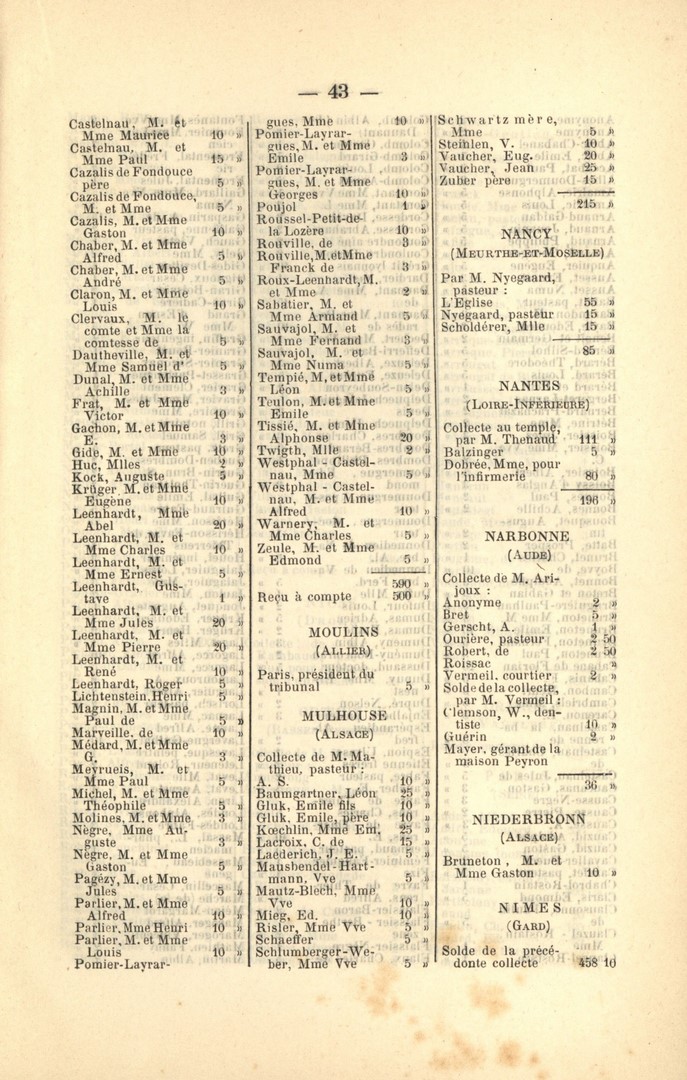 — 43 —
Castelnau, M. et
Mme Maurice 10 »
Castelnau, M. et
Mme Paul 15 »
Cazalis de Fondouce
père 5 »
Cazalis de Fondouce,
M. et Mme 5 »
Cazalis, M. et Mme
Gaston 10 »
Chaber, M. et Mme
Alfred 5 »
Chaber, M. et Mme
André 5 »
Claron, M. et Mme
Louis 10 »
Clervaux, M. le
comte et Mme la
comtesse de 5 »
Dautheville, M. et
Mme Samuel d' 5 »
Dunal, M. et Mme
Achille 3 »
Frat, M. et Mme
Victor 10 »
Gachon, M. et Mme
E. 3 »
Gide, M. et Mme 10 »
Huc, Mlles 2 »
Kock, Auguste 5 »
Krüger M. et Mme
Eugène 10 »
Leenhardt, Mme
Abel 20 »
Leenhardt, M. et
Mme Charles 10 »
Leenhardt, M. et
Mme Ernest 5 »
Leenhardt, Gus-
tave 1 »
Leenhardt, M. et
Mme Jules 20 »
Leenhardt, M. et
Mme Pierre 20 »
Leenhardt, M. et
René 10 »
Leenhardt, Roger 5 »
Lichtenstein, Henri 5 »
Magnin, M. et Mme
Paul de 5 »
Marveille, de 10 »
Médard, M. et Mme
G. 3 »
Meyrueis, M. et
Mme Paul 5 »
Michel, M. et Mme
Théophile 5 »
Molines, M. et Mme 3 »
Nègre, Mme Au-
guste 3 »
Nègre, M. et Mme
Gaston 5 »
Pagézy, M. et Mme
Jules 5 »
Parlier, M. et Mme
Alfred 10 »
Parlier, Mme Henri 10 »
Parlier, M. et Mme
Louis 10 »
Pomier-Layrar-
gues, Mme 10 »
Pomier-Layrar-
gues, M. et Mme
Emile 3 »
Pomier-Layrar-
gues, M. et Mme
Georges 10 »
Poujol 1 »
Roussel-Petit-de-
la Lozère 10 »
Rouville, de 3 »
Rouville, M. et Mme
Franck de 3 »
Roux-Leenhardt, M.
et Mme 2 »
Sabatier, M. et
Mme Armand 5 »
Sauvajol, M. et
Mme Fernand 3 »
Sauvajol, M. et
Mme Numa 5 »
Tempié, M, et Mme
Léon 5 »
Teulon, M. et Mme
Emile 5 »
Tissié, M. et Mme
Alphonse 20 »
Twigth, Mlle 2 »
Westphal - Castel-
nau, Mme 5 »
Westphal - Castel-
nau, M. et Mme
Alfred 10 »
Warnery, M. et
Mme Charles 5 »
Zeule, M. et Mme
Edmond 5 »
590 »
Reçu à compte 500 »
MOULINS
(ALLIER)
Paris, président du
tribunal 5 »
MULHOUSE
(ALSACE)
Collecte de M. Ma-
thieu, pasteur :
A. S. 10 »
Baumgartner, Léon 25 »
Gluk, Emile fils 10 »
Gluk, Emile, père 10 »
Kœchlin, Mme Em. 25 »
Lacroix, C. de 15 »
Laederich, J. E. 5 »
Mausbendel-Hart-
mann, Vve 5 »
Mautz-Blech, Mme
Vve 10 »
Mieg, Ed. 10 »
Risler, Mme Vve 5 »
Schaeffer 5 »
Schlumberger-We-
ber, Mme Vve 5 »
Schwartz mère,
Mme 5 »
Steinlen, V. 10 »
Vaucher, Eug. 20 »
Vaucher, Jean 25 »
Zuber père 15 »
215 »
NANCY
(MEURTHE-ET-MOSELLE)
Par M. Nyegaard,
pasteur :
L'Eglise 55 »
Nyegaard, pasteur 15 »
Scholdérer, Mlle 15 »
85 »
NANTES
(LOIRE-INFÉRIEURE)
Collecte au temple,
par M. Thenaud 111 »
Balzinger 5 »
Dobrée, Mme, pour
l'infirmerie 80 »
196 »
NARBONNE
(AUDE)
Collecte de M. Ari-
joux :
Anonyme 2 »
Bret 5 »
Gerscht, A. 1 »
Ourière, pasteur 2 50
Robert, de 2 50
Roissac »
Vermeil, courtier 2 »
Solde de la collecte,
par M. Vermeil :
Clemson, W., den-
tiste 10 »
Guérin 2 »
Mayer, gérant de la
maison Peyron
36 »
NIEDERBRONN
(ALSACE)
Bruneton, M. et
Mme Gaston 10 »
NIMES
(GARD)
Solde de la précé-
donte collecte 458 10